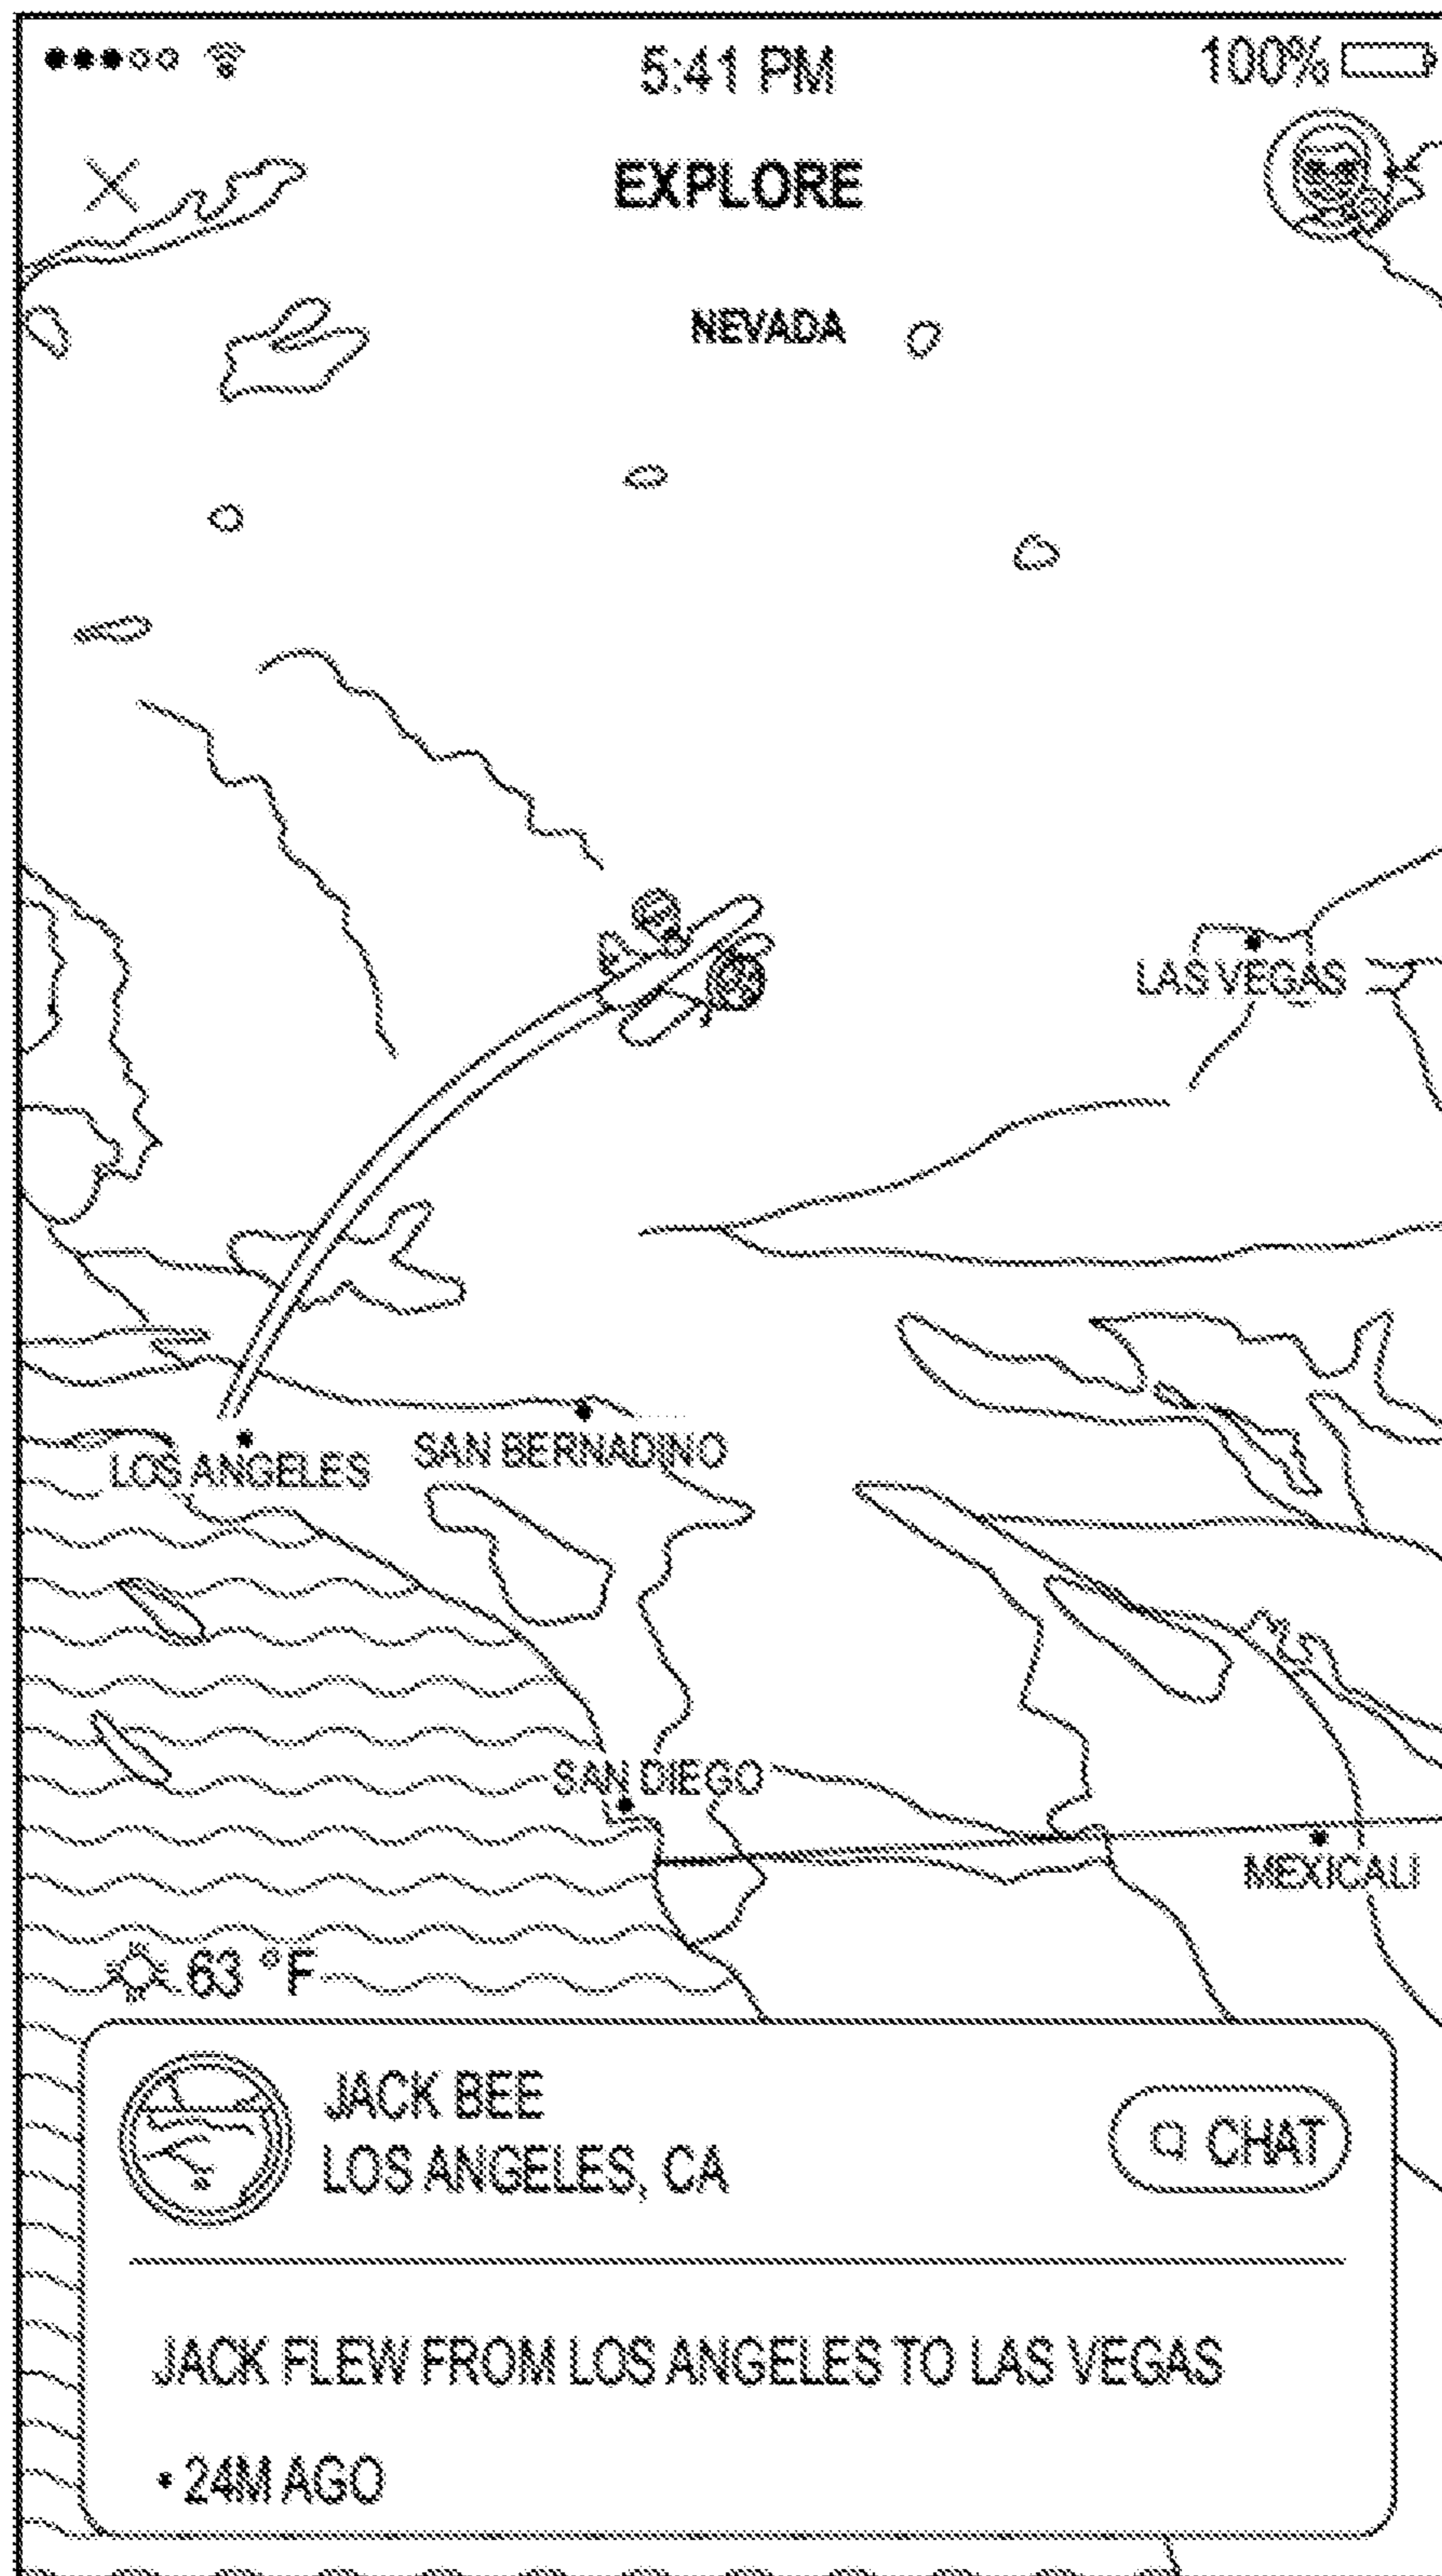 5:41 PM
100%
EXPLORE
NEVADA
LAS VEGAS
LOS ANGELES
SAN BERNADINO
SAN DIEGO
MEXICALI
63 °F
JACK BEE
LOS ANGELES, CA
CHAT
JACK FLEW FROM LOS ANGELES TO LAS VEGAS
• 24M AGO